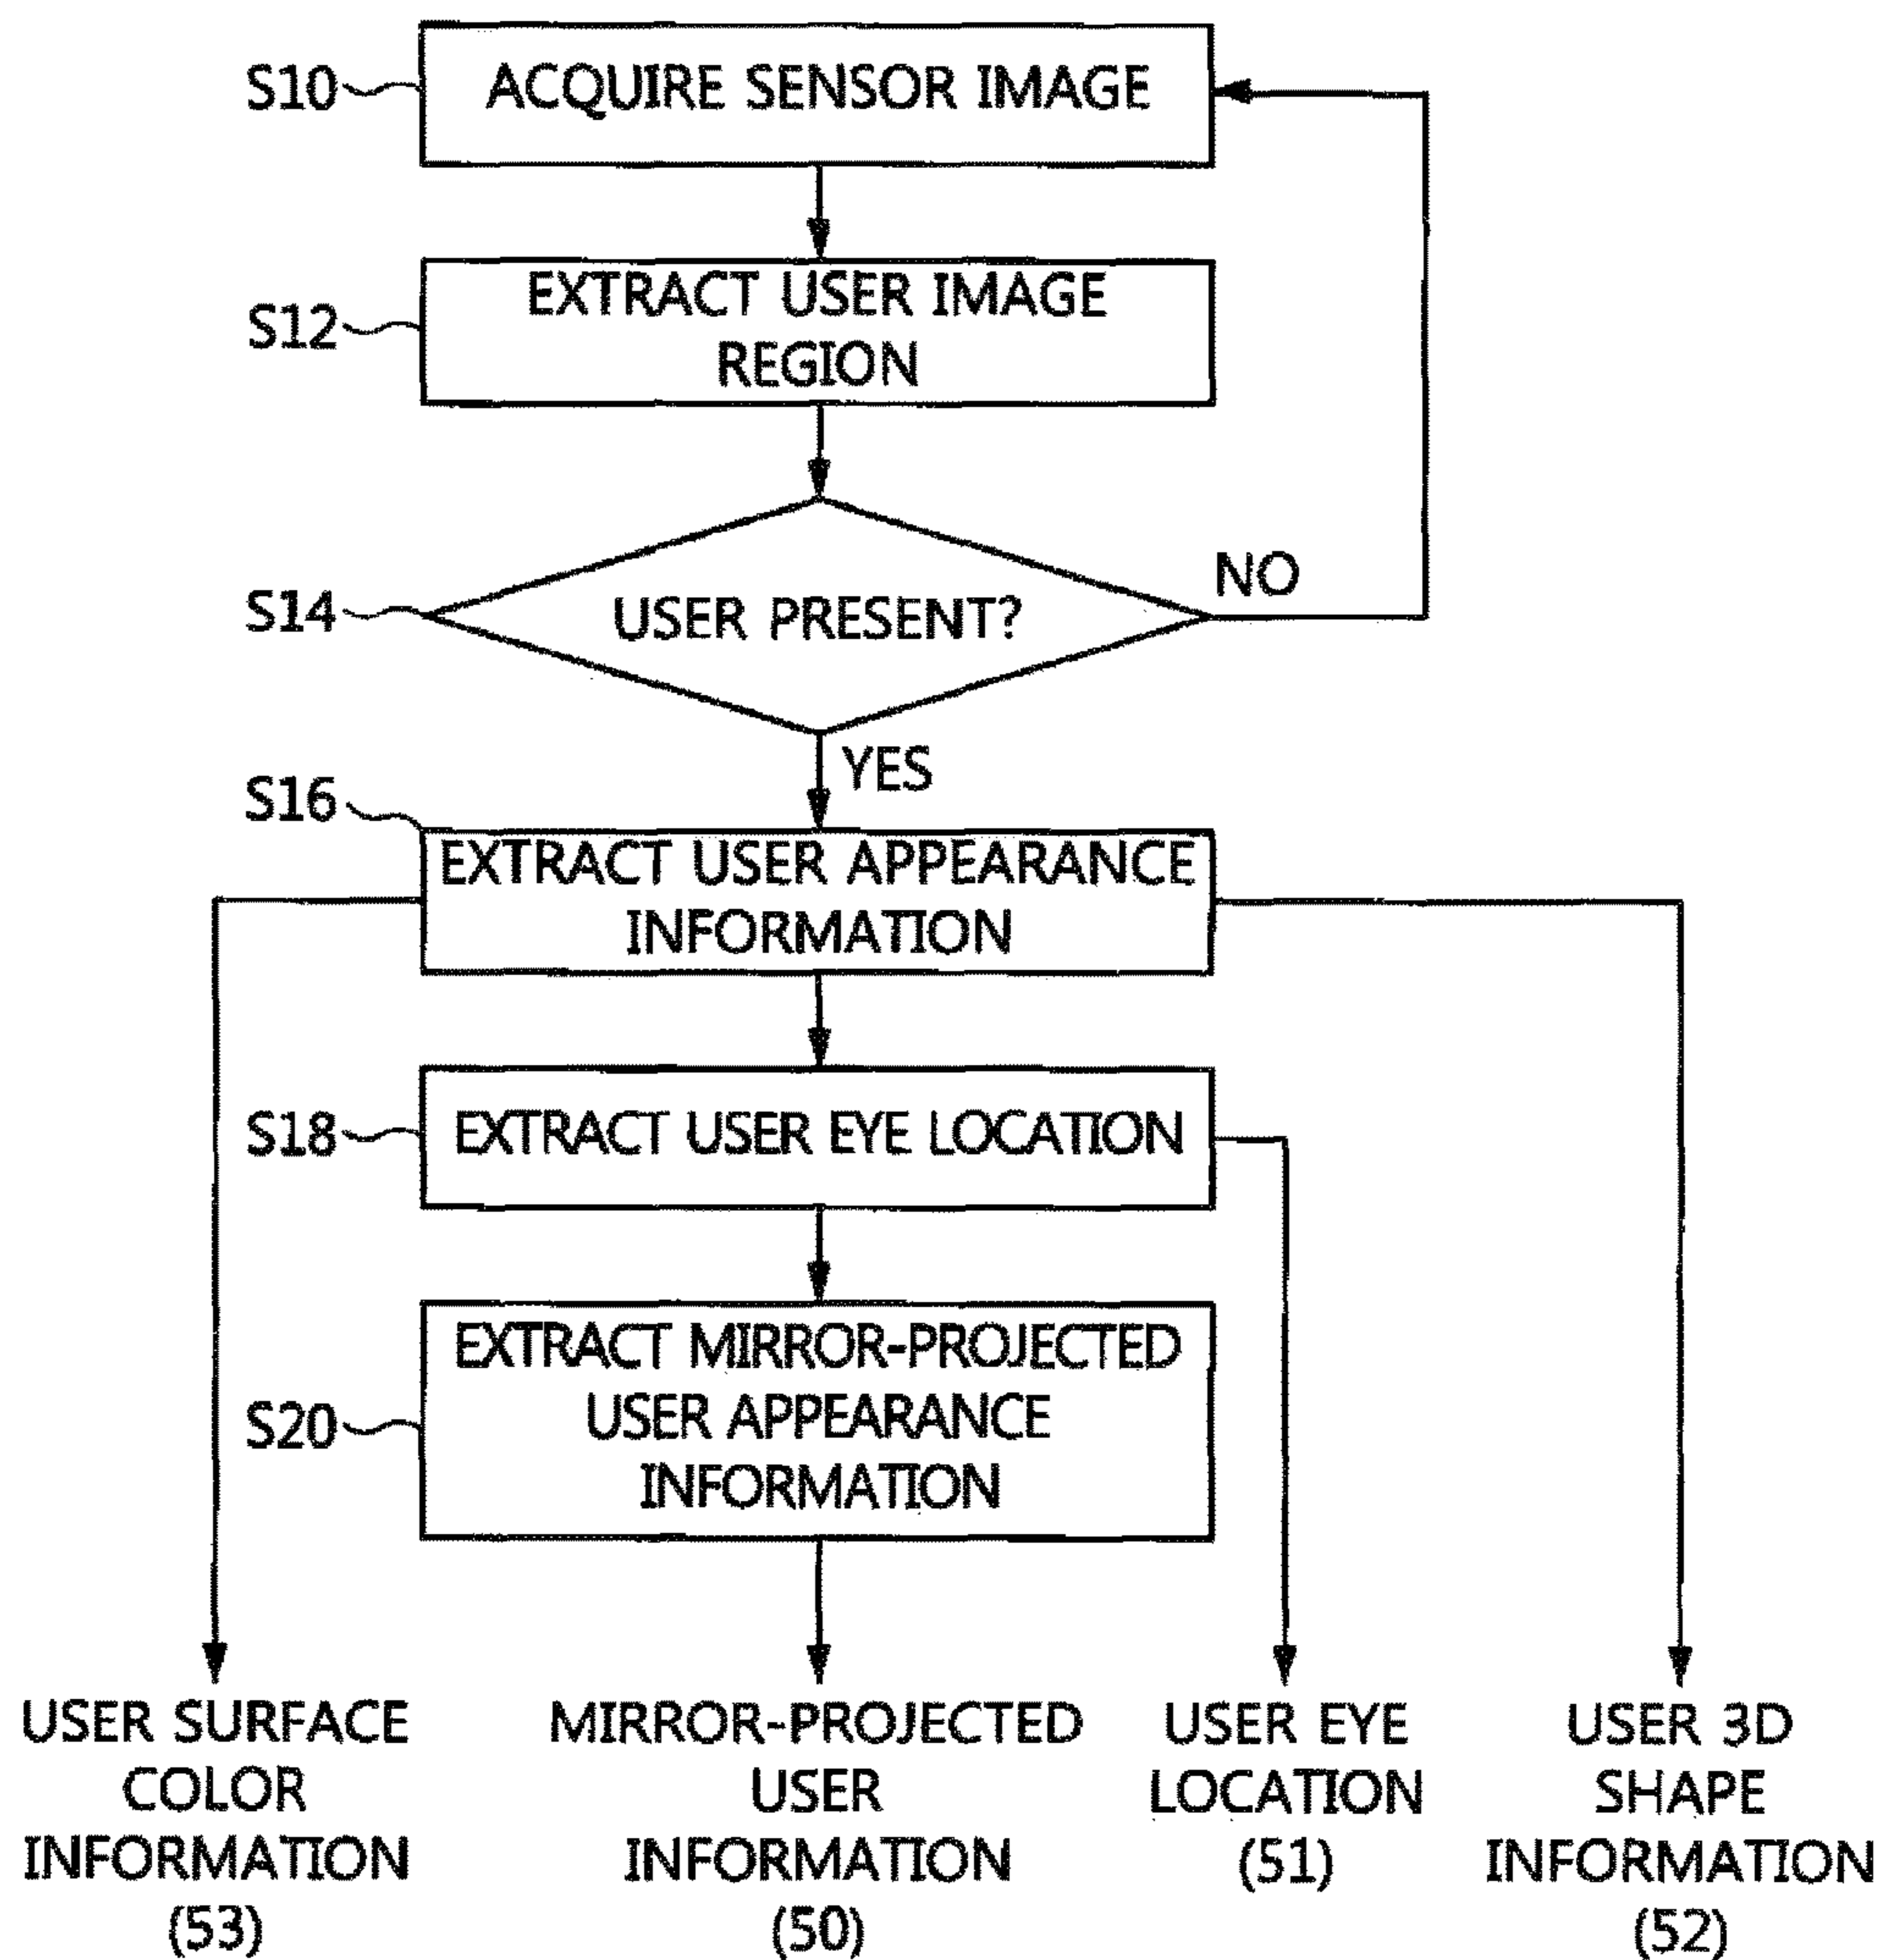 S10
ACQUIRE SENSOR IMAGE
S12
EXTRACT USER IMAGE
REGION
S14
USER PRESENT?
NO
YES
S16
EXTRACT USER APPEARANCE
INFORMATION
S18
EXTRACT USER EYE LOCATION
S20
EXTRACT MIRROR-PROJECTED
USER APPEARANCE
INFORMATION
USER SURFACE
COLOR
INFORMATION
(53)
MIRROR-PROJECTED
USER
INFORMATION
(50)
USER EYE
LOCATION
(51)
USER 3D
SHAPE
INFORMATION
(52)